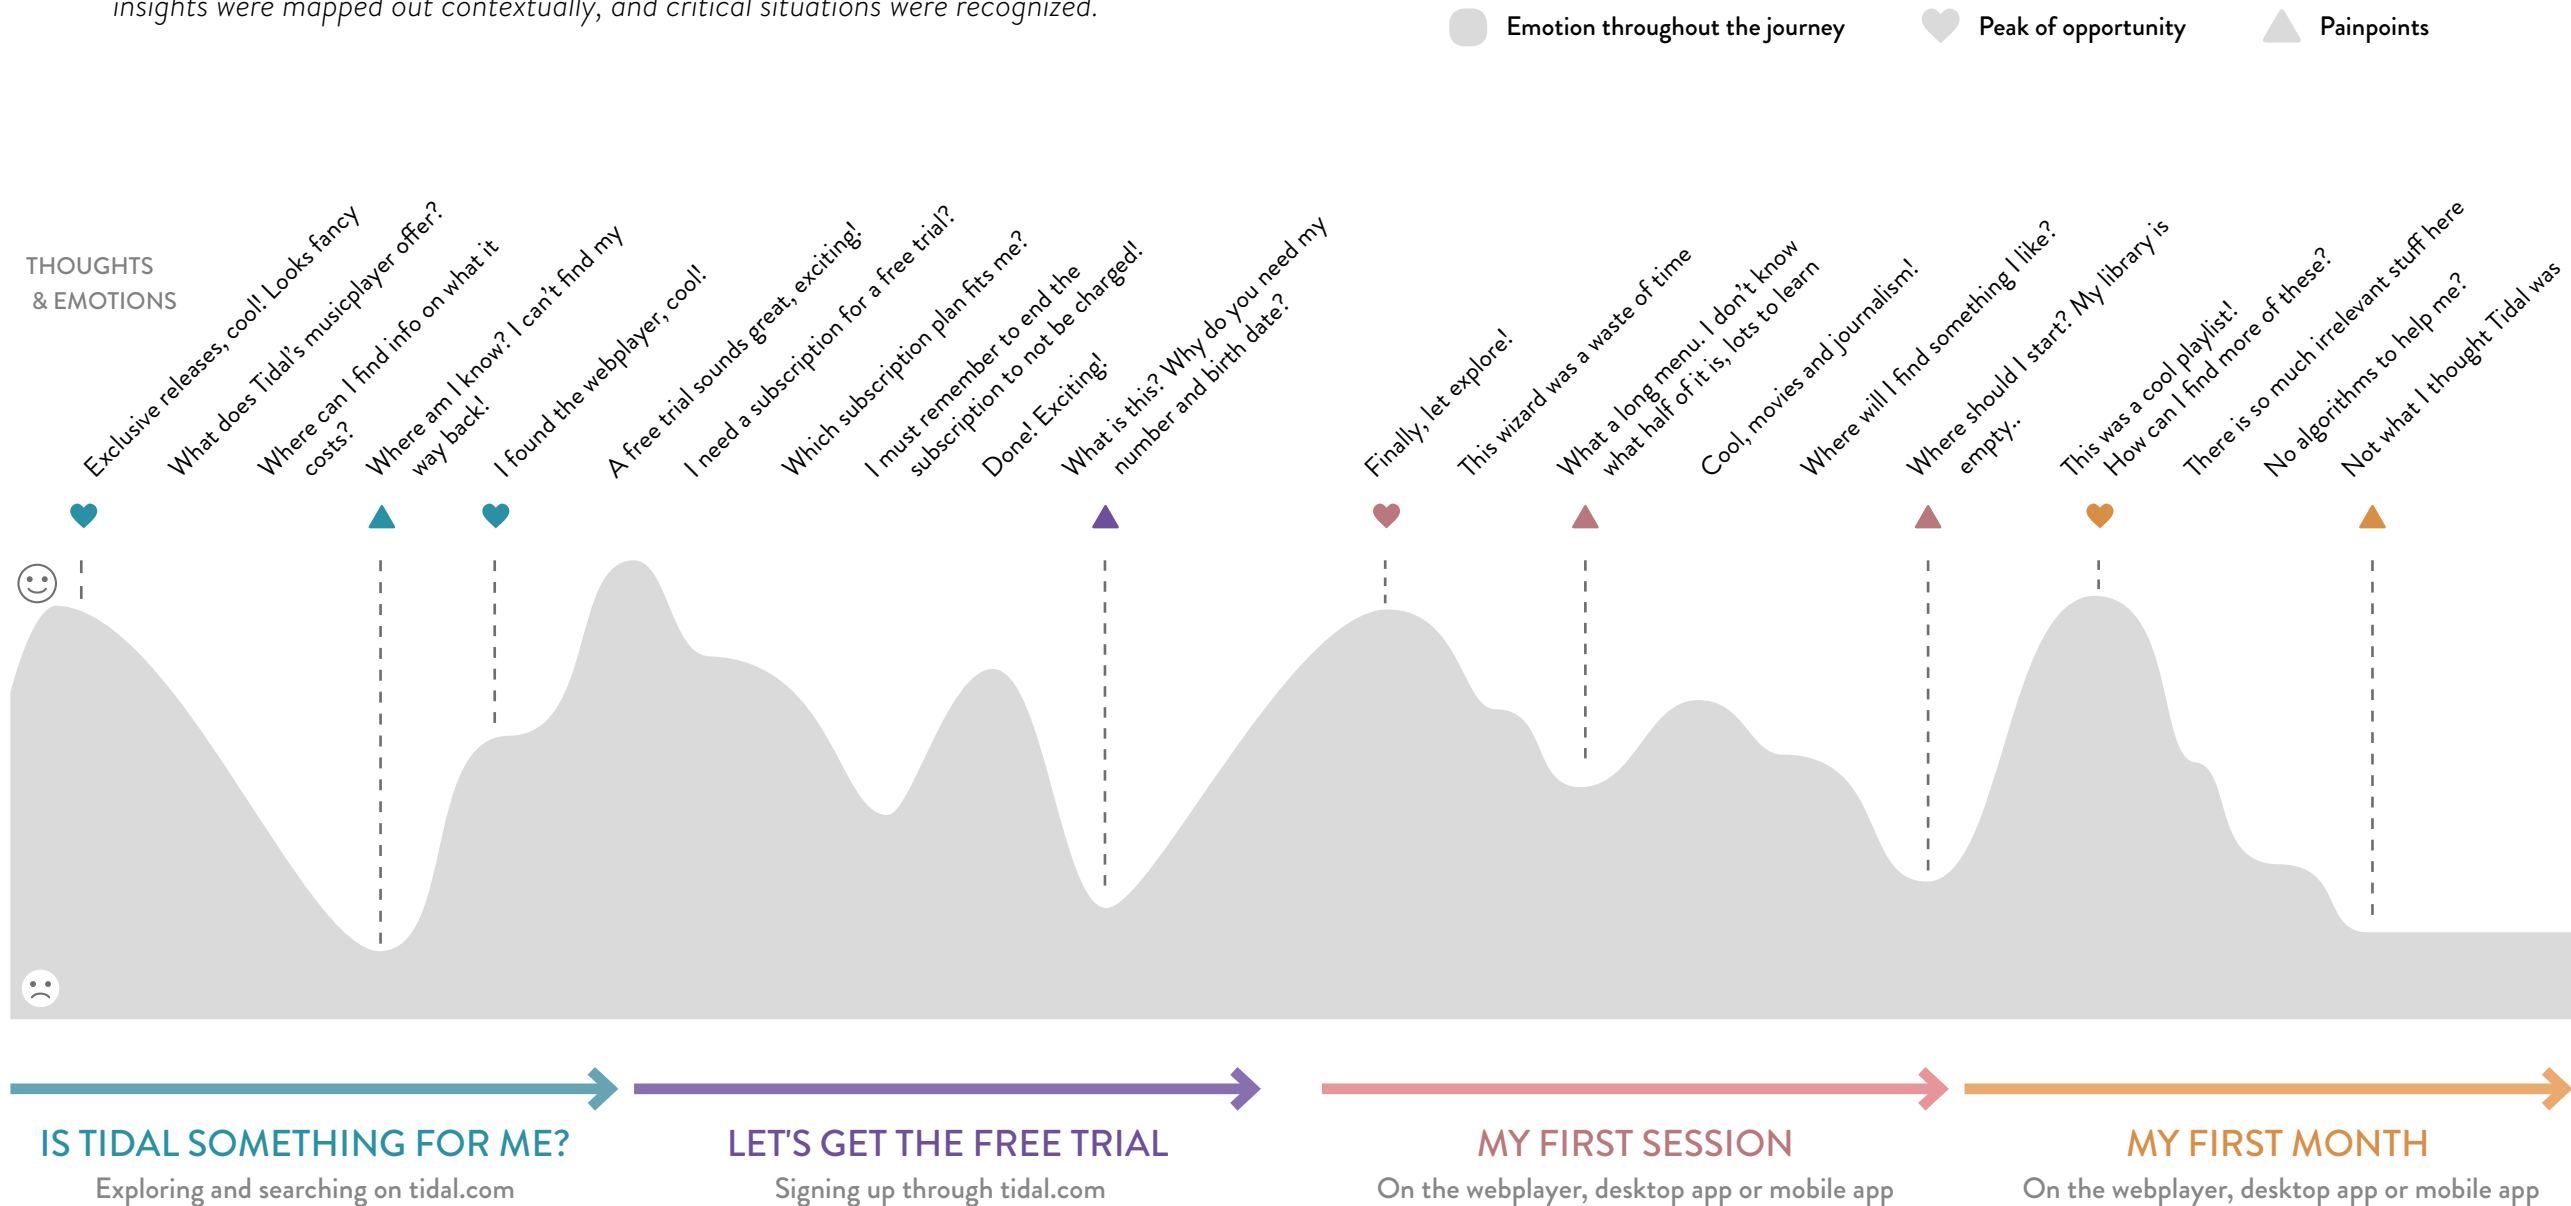 insights were mapped out contextually, and critical situations were recognized.
Emotion throughout the journey
Peak of opportunity
Painpoints
THOUGHTS
& EMOTIONS
Exclusive releases, cool! Looks fancy
What does Tidal's musicplayer offer?
Where can I find info on what it
costs?
Where am I know? I can't find my
way back!
I found the webplayer, cool!
A free trial sounds great, exciting!
I need a subscription for a free trial?
Which subscription plan fits me?
I must remember to end the
subscription to not be charged!
Done! Exciting!
What is this? Why do you need my
number and birth date?
Finally, let explore!
This wizard was a waste of time
What a long menu. I don't know
what half of it is, lots to learn
Cool, movies and journalism!
Where will I find something I like?
Where should I start? My library is
empty..
This was a cool playlist!
How can I find more of these?
There is so much irrelevant stuff here
No algorithms to help me?
Not what I thought Tidal was
IS TIDAL SOMETHING FOR ME?
Exploring and searching on tidal.com
LET'S GET THE FREE TRIAL
Signing up through tidal.com
MY FIRST SESSION
On the webplayer, desktop app or mobile app
MY FIRST MONTH
On the webplayer, desktop app or mobile app